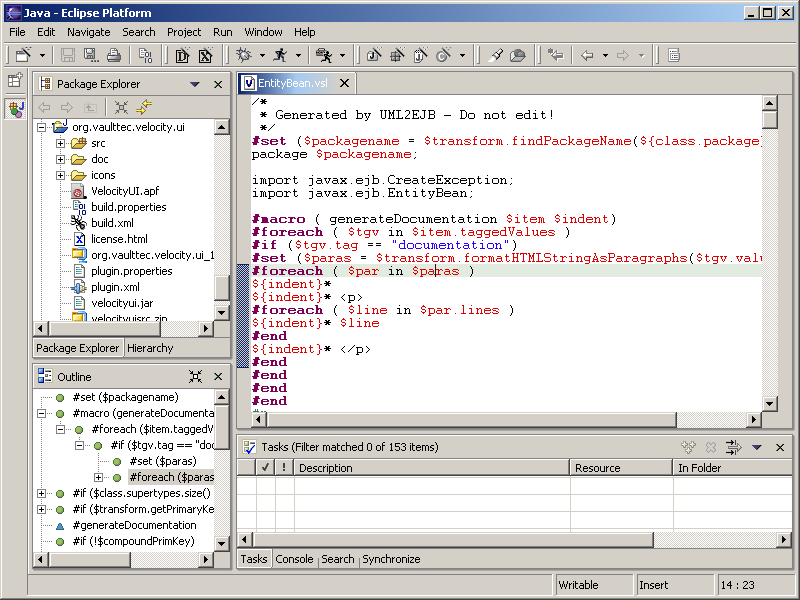 Java - Eclipse Platform
File Edit Navigate Search Project Run Window Help
Package Explorer
org.vaulttec.velocity.ui
src
doc
icons
VelocityUI.apf
build.properties
build.xml
license.html
org.vaulttec.velocity.ui_1
plugin.properties
plugin.xml
velocityui.jar
velocityuisrc.zip
Package Explorer Hierarchy
Outline
#set ($packagename)
#macro (generateDocumenta
#foreach ($item.taggedV
#if ($tgv.tag == "doc
#set ($paras)
#foreach ($paras
#if ($class.supertypes.size()
#if ($transform.getPrimaryKe
#generateDocumentation
#if (!$compoundPrimKey)
EntityBean.vsl
/*
* Generated by UML2EJB - Do not edit!
*/
#set ($packagename = $transform.findPackageName(${class.package}
package $packagename;
import javax.ejb.CreateException;
import javax.ejb.EntityBean;
#macro ( generateDocumentation $item $indent)
#foreach ( $tgv in $item.taggedValues )
#if ($tgv.tag == "documentation")
#set ($paras = $transform.formatHTMLStringAsParagraphs($tgv.valu
#foreach ( $par in $paras )
${indent}*
${indent}* <p>
#foreach ( $line in $par.lines )
${indent}* $line
#end
${indent}* </p>
#end
#end
#end
#end
Tasks (Filter matched 0 of 153 items)
✓ ! Description Resource In Folder
Tasks Console Search Synchronize
Writable Insert 14 : 23